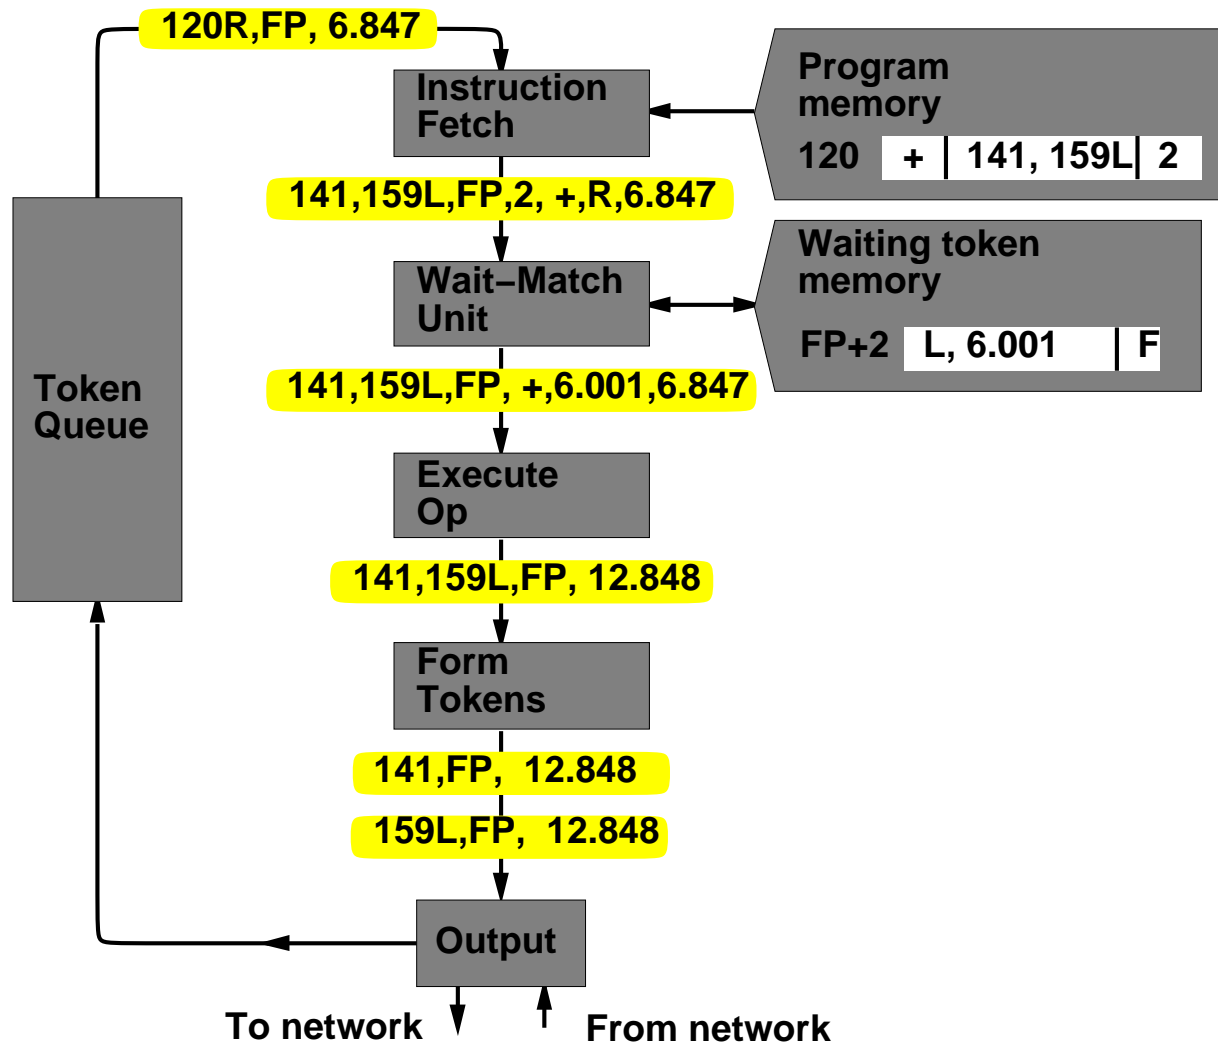 120R,FP, 6.847
Instruction
Fetch
Program
memory
120 + | 141, 159L| 2
141,159L,FP,2, +,R,6.847
Wait–Match
Unit
Waiting token
memory
FP+2 L, 6.001 | F
Token
Queue
141,159L,FP, +,6.001,6.847
Execute
Op
141,159L,FP, 12.848
Form
Tokens
141,FP, 12.848
159L,FP, 12.848
Output
To network
From network